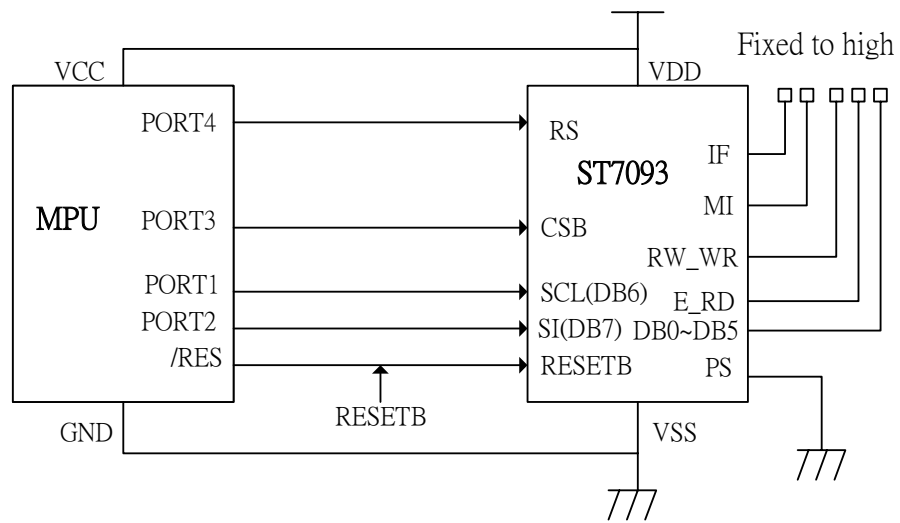 Fixed to high
VCC
VDD
PORT4
RS
IF
ST7093
MI
MPU
PORT3
CSB
RW_WR
PORT1
SCL(DB6)
E_RD
PORT2
SI(DB7)
DB0~DB5
/RES
RESETB
PS
RESETB
GND
VSS